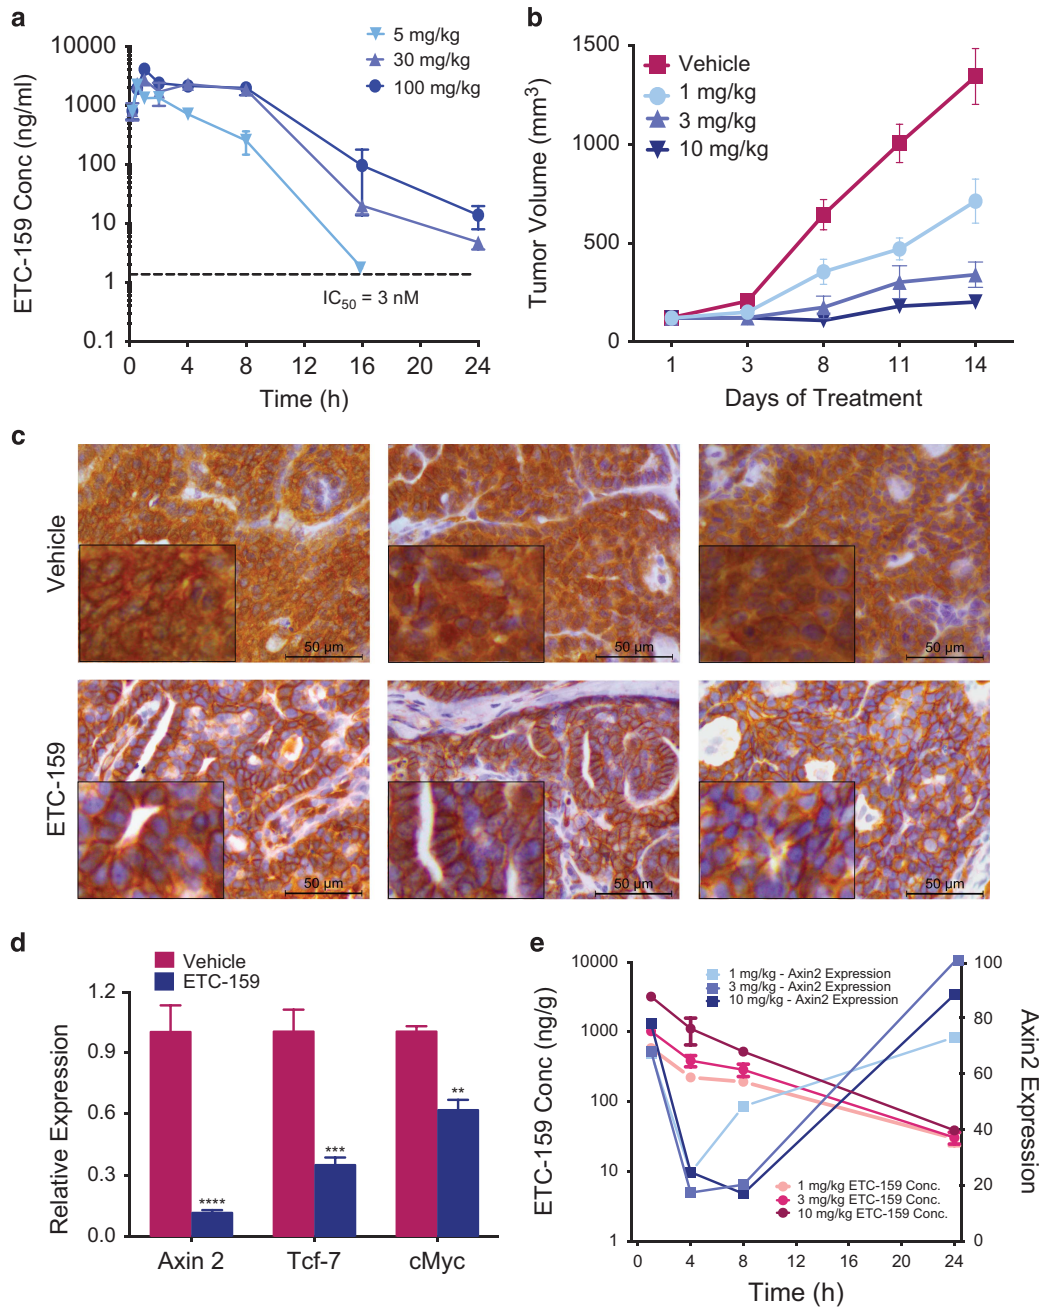 a
5 mg/kg
30 mg/kg
100 mg/kg
ETC-159 Conc (ng/ml)
10000
1000
100
10
1
0.1
IC50 = 3 nM
0 4 8 12 16 20 24
Time (h)
b
Vehicle
1 mg/kg
3 mg/kg
10 mg/kg
Tumor Volume (mm3)
1500
1000
500
0
1 3 8 11 14
Days of Treatment
c
Vehicle
50 µm
50 µm
50 µm
ETC-159
50 µm
50 µm
50 µm
d
Vehicle
ETC-159
Relative Expression
1.2
0.9
0.6
0.3
0.0
****
***
**
Axin 2 Tcf-7 cMyc
e
1 mg/kg - Axin2 Expression
3 mg/kg - Axin2 Expression
10 mg/kg - Axin2 Expression
ETC-159 Conc (ng/g)
10000
1000
100
10
1
Axin2 Expression
100
80
60
40
20
0
1 mg/kg ETC-159 Conc.
3 mg/kg ETC-159 Conc.
10 mg/kg ETC-159 Conc.
0 4 8 12 16 20 24
Time (h)